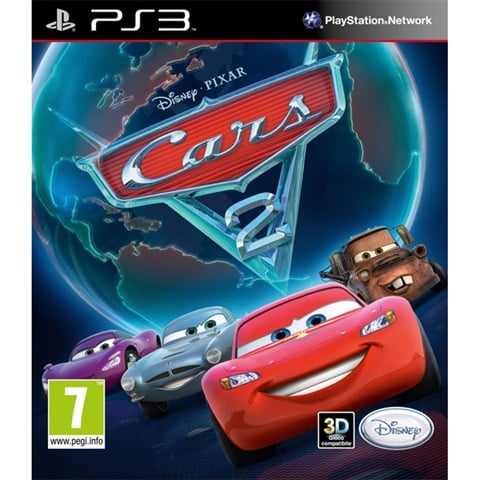 PS3
PlayStation®Network
Disney · PIXAR
Cars
2
7
www.pegi.info
3D
Gioco
compatibile
Disney